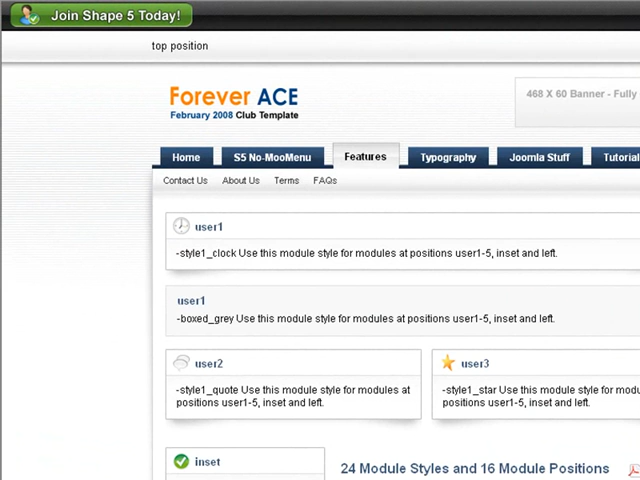 Join Shape 5 Today!
top position
Forever ACE
February 2008 Club Template
468 X 60 Banner - Fully
Home S5 No-MooMenu Features Typography Joomla Stuff Tutorial
Contact Us About Us Terms FAQs
user1
-style1_clock Use this module style for modules at positions user1-5, inset and left.
user1
-boxed_grey Use this module style for modules at positions user1-5, inset and left.
user2
-style1_quote Use this module style for modules at
positions user1-5, inset and left.
user3
-style1_star Use this module style for mod
positions user1-5, inset and left.
inset
24 Module Styles and 16 Module Positions